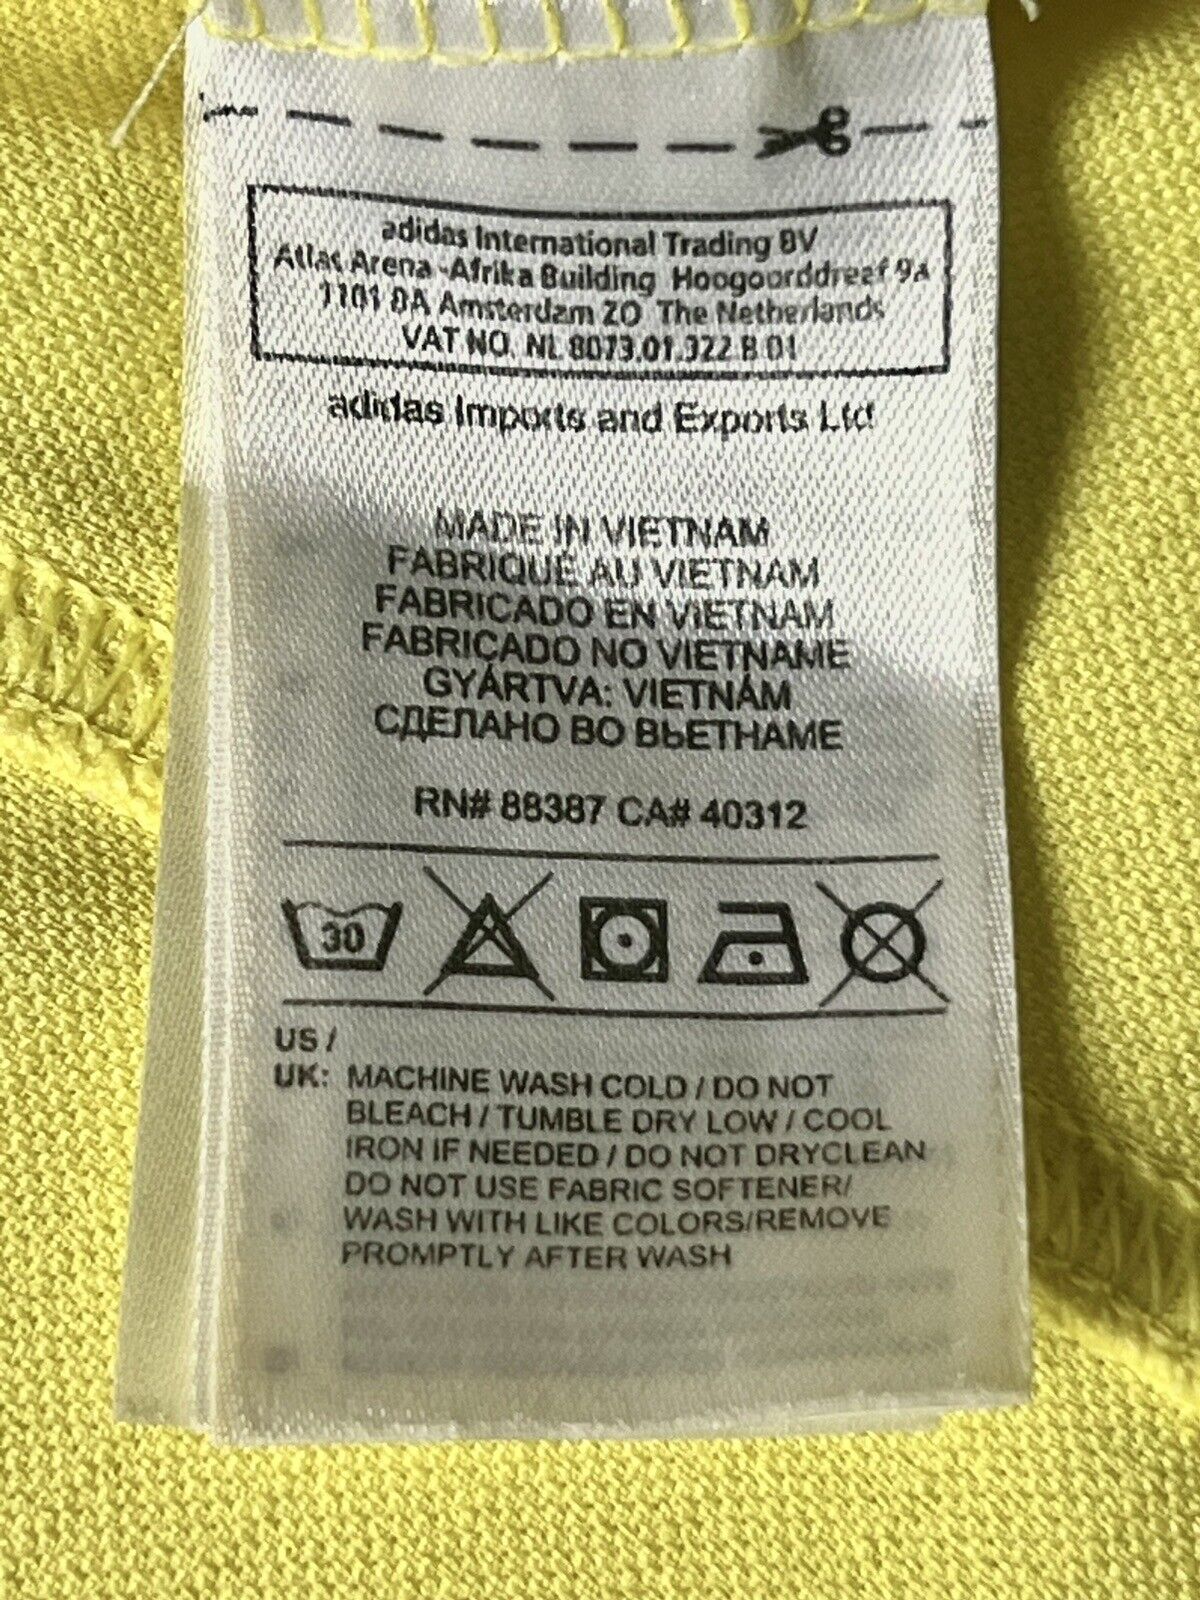 adidas International Trading BV
Atlas Arena -Afrika Building Hoogoorddreef 9a
1101 BA Amsterdam ZO The Netherlands
VAT NO. NL 8073.01.322 B 01
adidas Imports and Exports Ltd
MADE IN VIETNAM
FABRIQUÉ AU VIETNAM
FABRICADO EN VIETNAM
FABRICADO NO VIETNAME
GYÁRTVA: VIETNÁM
СДЕЛАНО ВО ВЬЕТНАМЕ
RN# 88387 CA# 40312
30
US /
UK: MACHINE WASH COLD / DO NOT
BLEACH / TUMBLE DRY LOW / COOL
IRON IF NEEDED / DO NOT DRYCLEAN
DO NOT USE FABRIC SOFTENER/
WASH WITH LIKE COLORS/REMOVE
PROMPTLY AFTER WASH